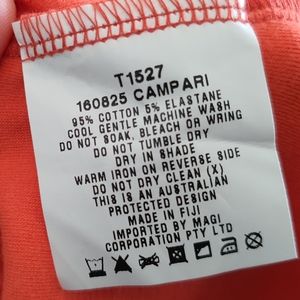 T1527
160825 CAMPARI
95% COTTON 5% ELASTANE
COOL GENTLE MACHINE WASH
DO NOT SOAK, BLEACH OR WRING
DO NOT TUMBLE DRY
DRY IN SHADE
WARM IRON ON REVERSE SIDE
DO NOT DRY CLEAN (X)
THIS IS AN AUSTRALIAN
PROTECTED DESIGN
MADE IN FIJI
IMPORTED BY MAGI
CORPORATION PTY LTD